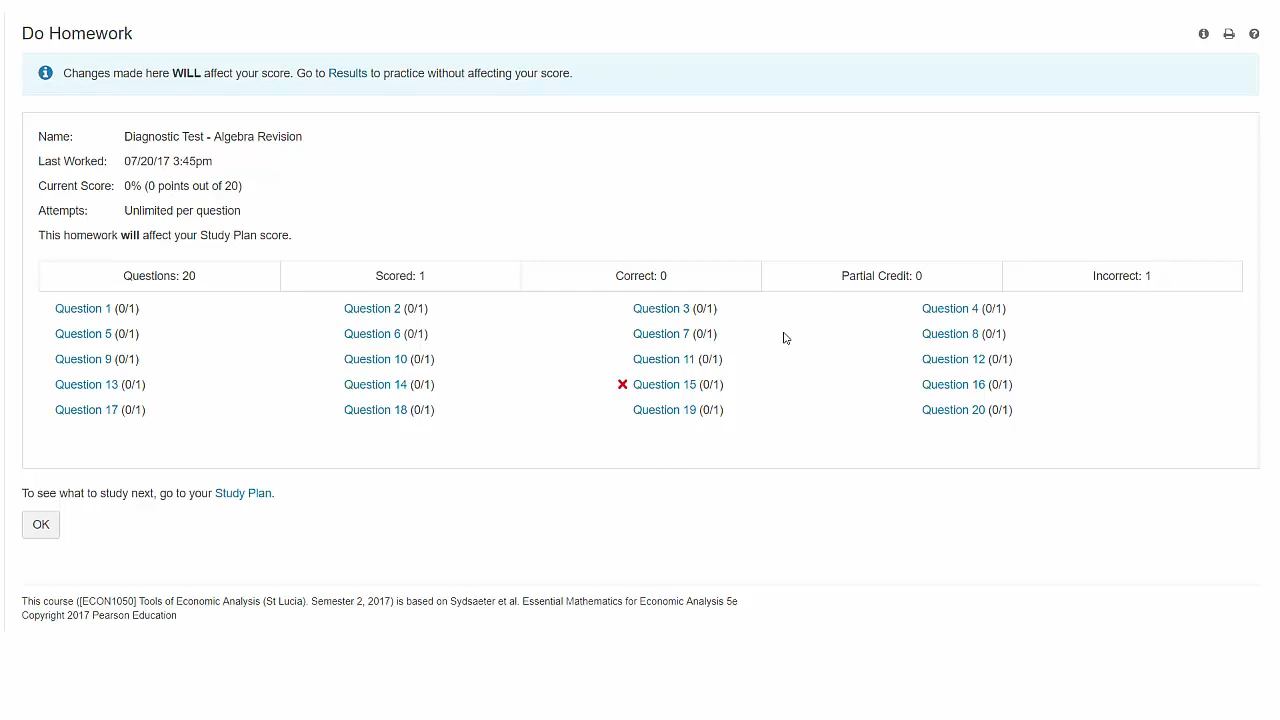 Do Homework
Changes made here WILL affect your score. Go to Results to practice without affecting your score.
Name: Diagnostic Test - Algebra Revision
Last Worked: 07/20/17 3:45pm
Current Score: 0% (0 points out of 20)
Attempts: Unlimited per question
This homework will affect your Study Plan score.
Questions: 20 Scored: 1 Correct: 0 Partial Credit: 0 Incorrect: 1
Question 1 (0/1) Question 2 (0/1) Question 3 (0/1) Question 4 (0/1)
Question 5 (0/1) Question 6 (0/1) Question 7 (0/1) Question 8 (0/1)
Question 9 (0/1) Question 10 (0/1) Question 11 (0/1) Question 12 (0/1)
Question 13 (0/1) Question 14 (0/1) Question 15 (0/1) Question 16 (0/1)
Question 17 (0/1) Question 18 (0/1) Question 19 (0/1) Question 20 (0/1)
To see what to study next, go to your Study Plan.
OK
This course ([ECON1050] Tools of Economic Analysis (St Lucia). Semester 2, 2017) is based on Sydsaeter et al. Essential Mathematics for Economic Analysis 5e
Copyright 2017 Pearson Education